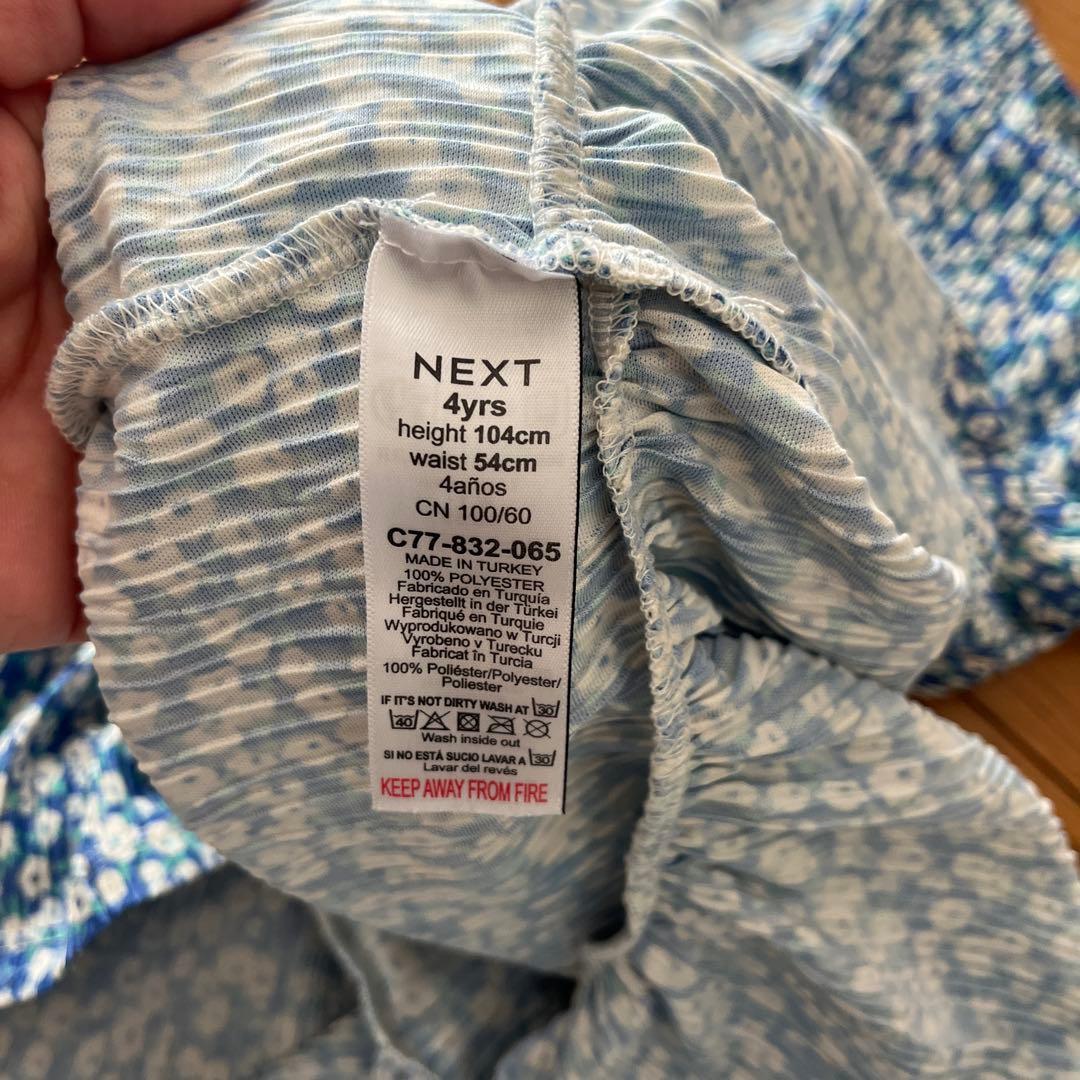 NEXT
4yrs
height 104cm
waist 54cm
4años
CN 100/60
C77-832-065
MADE IN TURKEY
100% POLYESTER
Fabricado en Turquía
Hergestellt in der Türkei
Fabriqué en Turquie
Wyprodukowano w Turcji
Vyrobeno v Turecku
Fabricat în Turcia
100% Poliéster/Polyester/
Poliester
IF IT'S NOT DIRTY WASH AT 30
40
Wash inside out
SI NO ESTÁ SUCIO LAVAR A 30
Lavar del revés
KEEP AWAY FROM FIRE